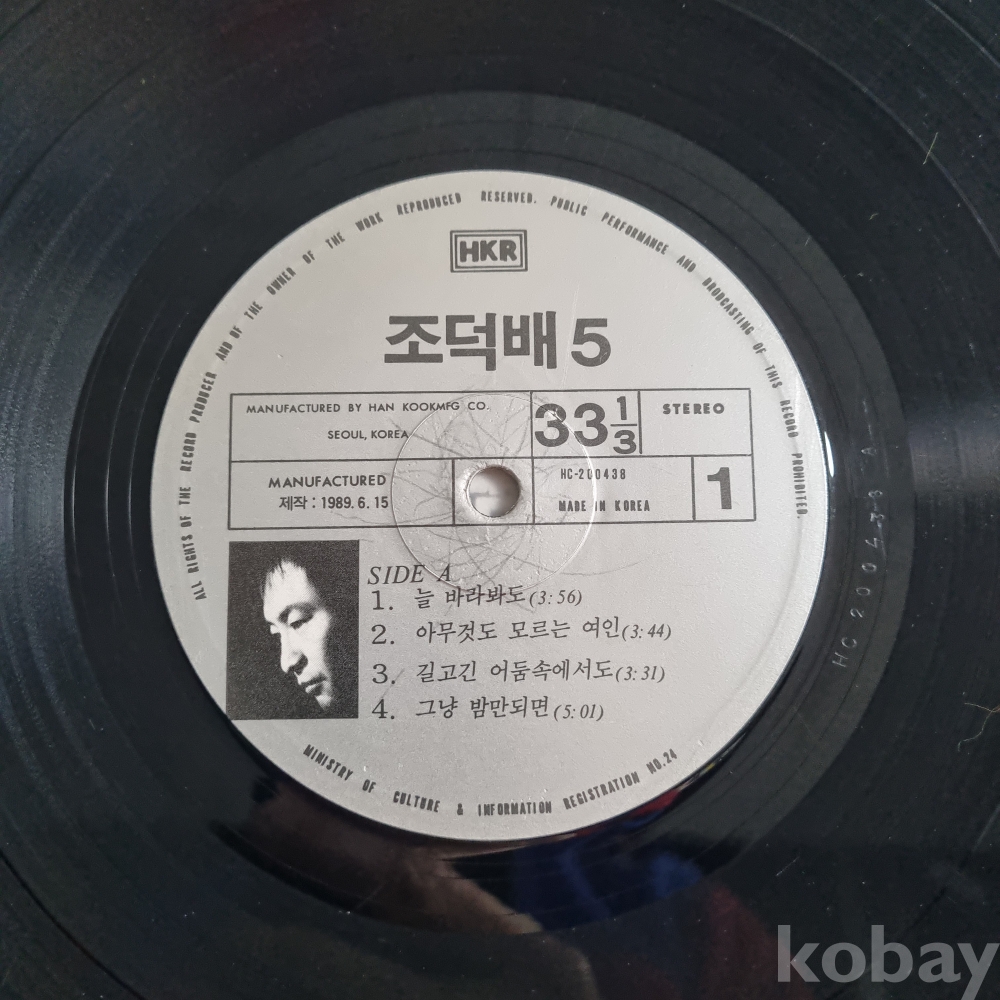 ALL RIGHTS OF THE RECORD PRODUCER AND OF THE OWNER OF THE WORK REPRODUCED RESERVED. PUBLIC PERFORMANCE AND BRODCASTING OF THIS RECORD PROHIBITED.
HKR
조덕배 5
MANUFACTURED BY HAN KOOKMFG CO.
SEOUL, KOREA
33 1/3
STEREO
MANUFACTURED
제작 : 1989. 6. 15
HC-200438
MADE IN KOREA
1
SIDE A
1. 늘 바라봐도 (3:56)
2. 아무것도 모르는 여인 (3:44)
3. 길고긴 어둠속에서도 (3:31)
4. 그냥 밤만되면 (5:01)
MINISTRY OF CULTURE & INFORMATION REGISTRATION NO.24
HC 200438 A
kobay